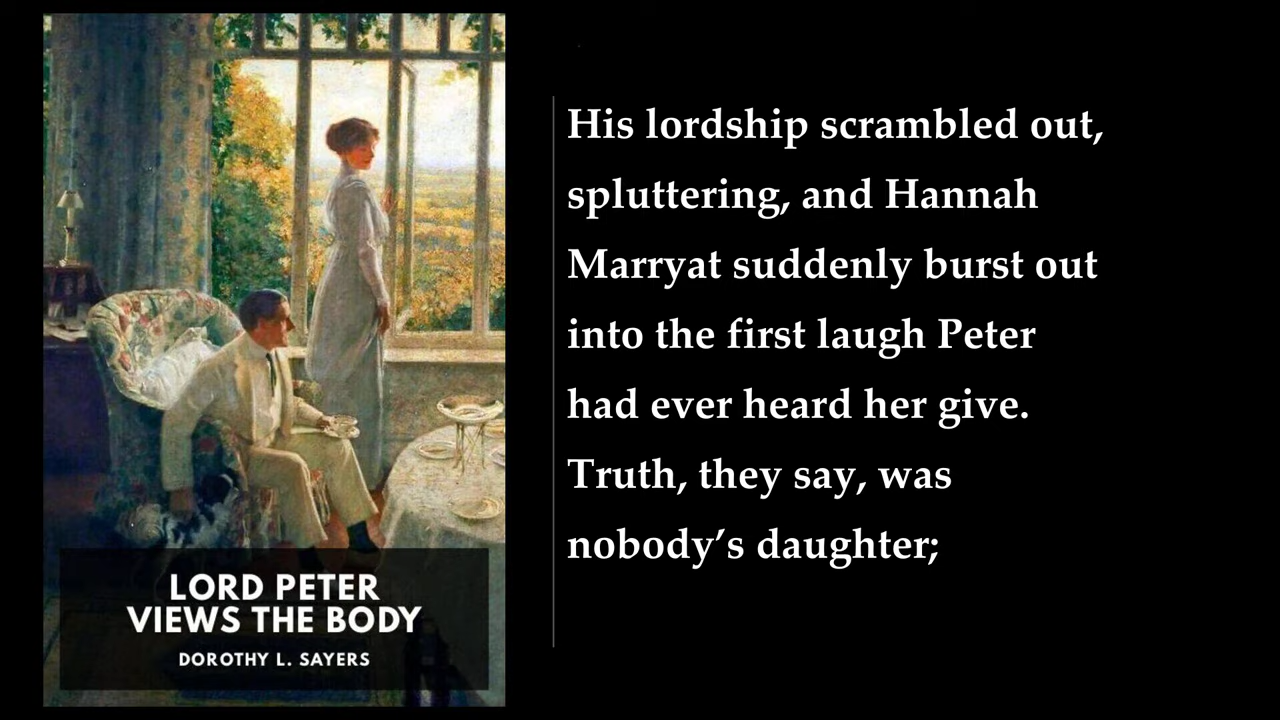 LORD PETER
VIEWS THE BODY
DOROTHY L. SAYERS
His lordship scrambled out,
spluttering, and Hannah
Marryat suddenly burst out
into the first laugh Peter
had ever heard her give.
Truth, they say, was
nobody’s daughter;